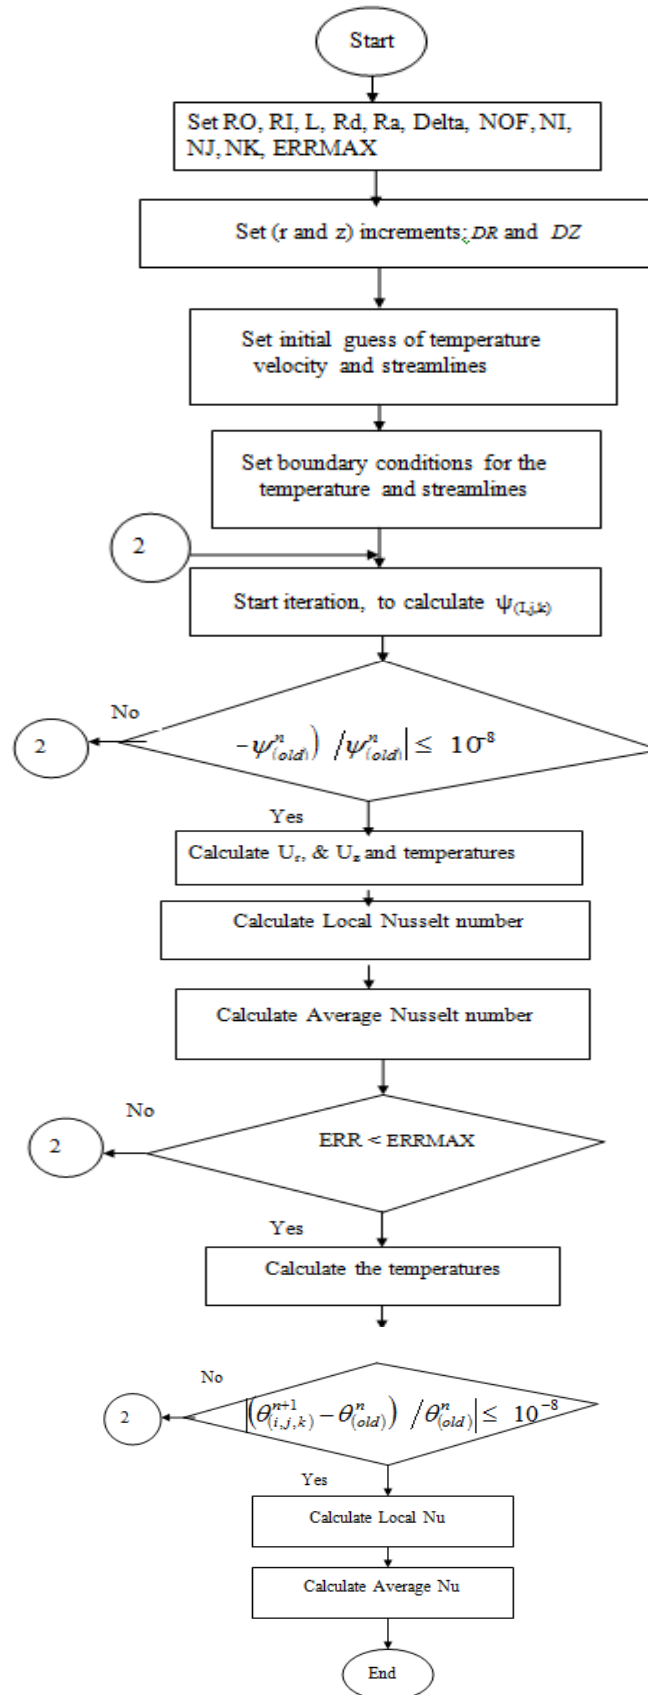 Start
Set RO, RI, L, Rd, Ra, Delta, NOF, NI,
NJ, NK, ERRMAX
Set (r and z) increments; DR and DZ
Set initial guess of temperature
velocity and streamlines
Set boundary conditions for the
temperature and streamlines
2
Start iteration, to calculate ψ(I,j,k)
No
2
-ψ^n_(old)) /ψ^n_(old)| ≤ 10^-8
Yes
Calculate U_r, & U_z and temperatures
Calculate Local Nusselt number
Calculate Average Nusselt number
No
2
ERR < ERRMAX
Yes
Calculate the temperatures
No
2
|(θ^{n+1}_(i,j,k) - θ^n_(old)) /θ^n_(old)| ≤ 10^-8
Yes
Calculate Local Nu
Calculate Average Nu
End